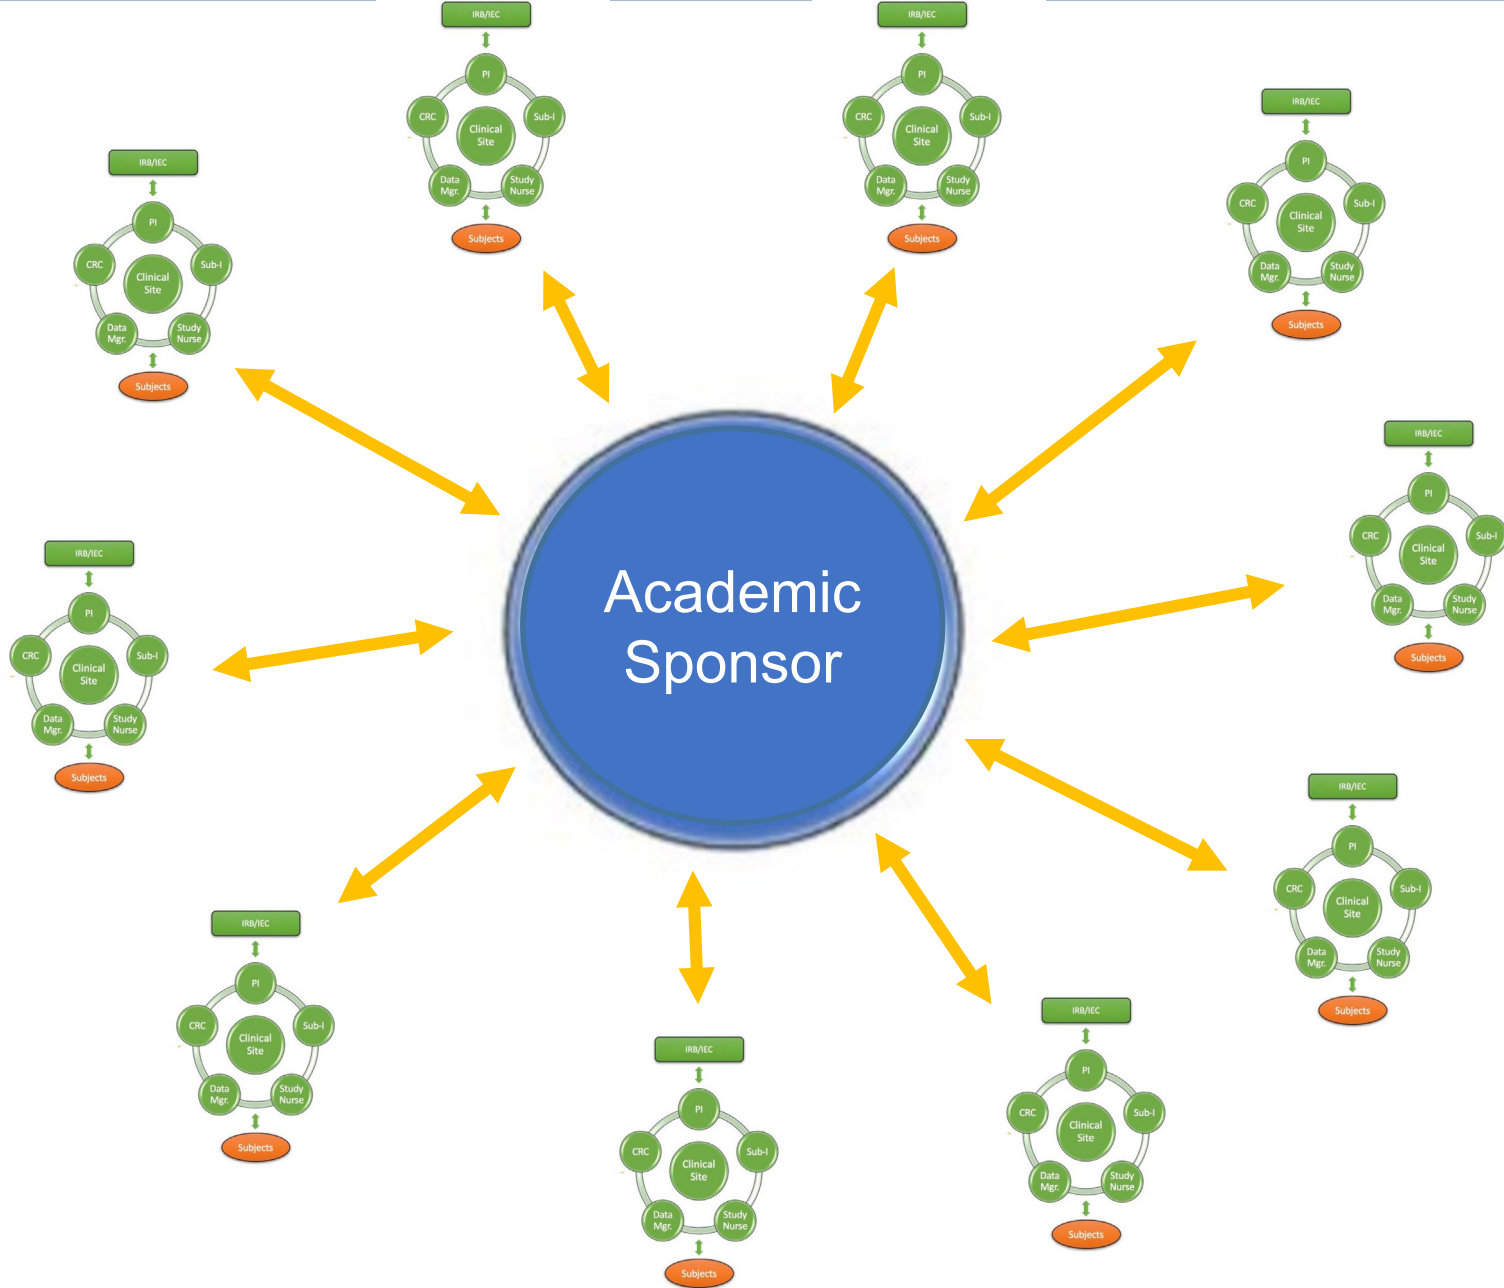 IRB/IEC
PI
CRC
Sub-I
Clinical
Site
Data
Mgr.
Study
Nurse
Subjects
IRB/IEC
PI
CRC
Sub-I
Clinical
Site
Data
Mgr.
Study
Nurse
Subjects
IRB/IEC
PI
CRC
Sub-I
Clinical
Site
Data
Mgr.
Study
Nurse
Subjects
IRB/IEC
PI
CRC
Sub-I
Clinical
Site
Data
Mgr.
Study
Nurse
Subjects
IRB/IEC
PI
CRC
Sub-I
Clinical
Site
Data
Mgr.
Study
Nurse
Subjects
Academic
Sponsor
IRB/IEC
PI
CRC
Sub-I
Clinical
Site
Data
Mgr.
Study
Nurse
Subjects
IRB/IEC
PI
CRC
Sub-I
Clinical
Site
Data
Mgr.
Study
Nurse
Subjects
IRB/IEC
PI
CRC
Sub-I
Clinical
Site
Data
Mgr.
Study
Nurse
Subjects
IRB/IEC
PI
CRC
Sub-I
Clinical
Site
Data
Mgr.
Study
Nurse
Subjects
IRB/IEC
PI
CRC
Sub-I
Clinical
Site
Data
Mgr.
Study
Nurse
Subjects